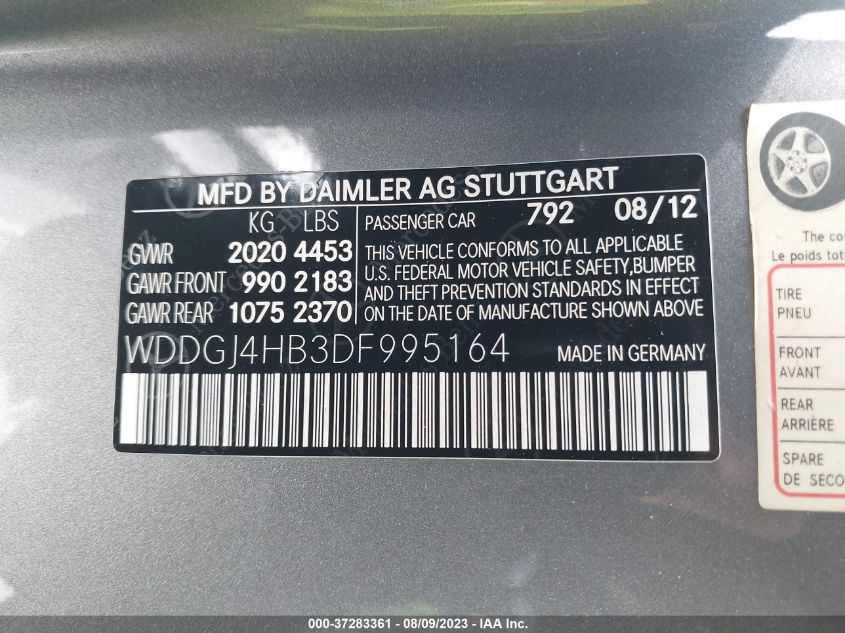 MFD BY DAIMLER AG STUTTGART
KG LBS
GVWR 2020 4453
GAWR FRONT 990 2183
GAWR REAR 1075 2370
PASSENGER CAR 792 08/12
THIS VEHICLE CONFORMS TO ALL APPLICABLE
U.S. FEDERAL MOTOR VEHICLE SAFETY, BUMPER
AND THEFT PREVENTION STANDARDS IN EFFECT
ON THE DATE OF MANUFACTURE SHOWN ABOVE
WDDGJ4HB3DF995164 MADE IN GERMANY
The
Le poids
TIRE
PNEU
FRONT
AVANT
REAR
ARRIÈRE
SPARE
DE
000-37283361 - 08/09/2023 - IAA Inc.